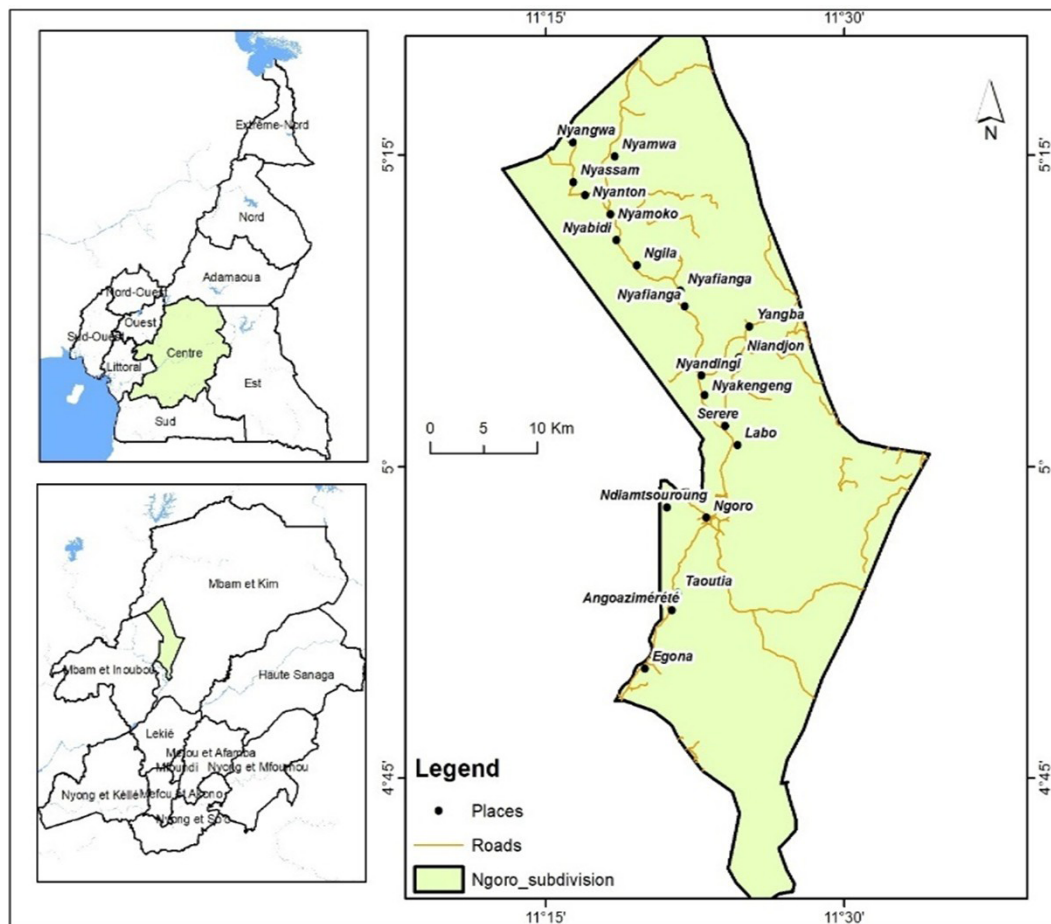 11°15'
11°30'
Extrême-Nord
Nord
Adamaoua
Nord-Ouest
Ouest
Sud-Ouest
Littoral
Centre
Est
Sud
Mbam et Kim
Mbam et Inoubou
Haute Sanaga
Lekié
Mefou et Afamba
Mfoundi
Nyong et Mfoumou
Nyong et Kéllé
Mefou et Akono
Nyong et So'o
N
5°15'
5°15'
Nyangwa
Nyamwa
Nyassam
Nyanton
Nyamoko
Nyabidi
Ngila
Nyafianga
Nyafianga
Yangba
Niandjon
Nyandingi
Nyakengeng
Serere
Labo
0 5 10 Km
5°
5°
Ndiamtsouroung
Ngoro
Taoutia
Angoazimérété
Egona
4°45'
4°45'
Legend
Places
Roads
Ngoro_subdivision
11°15'
11°30'